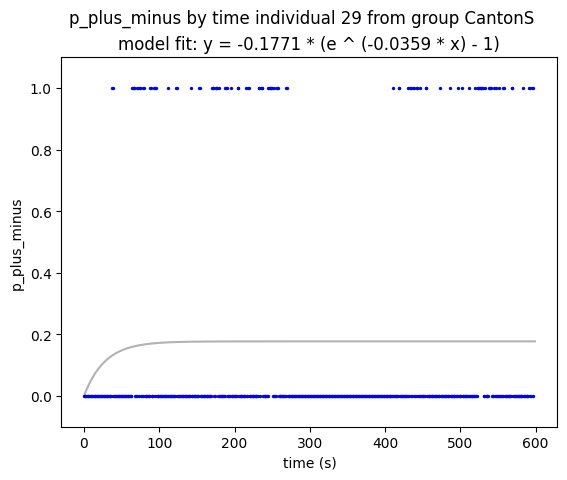 p_plus_minus by time individual 29 from group CantonS
model fit: y = -0.1771 * (e ^ (-0.0359 * x) - 1)
1.0
0.8
0.6
0.4
0.2
0.0
p_plus_minus
0 100 200 300 400 500 600
time (s)